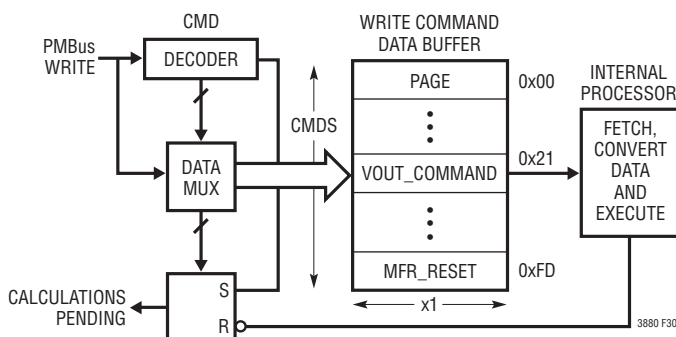 CMD
PMBus
WRITE
DECODER
WRITE COMMAND
DATA BUFFER
PAGE
0x00
INTERNAL
PROCESSOR
CMDS
DATA
MUX
VOUT_COMMAND
0x21
FETCH,
CONVERT
DATA
AND
EXECUTE
MFR_RESET
0xFD
CALCULATIONS
PENDING
S
R
x1
3880 F30